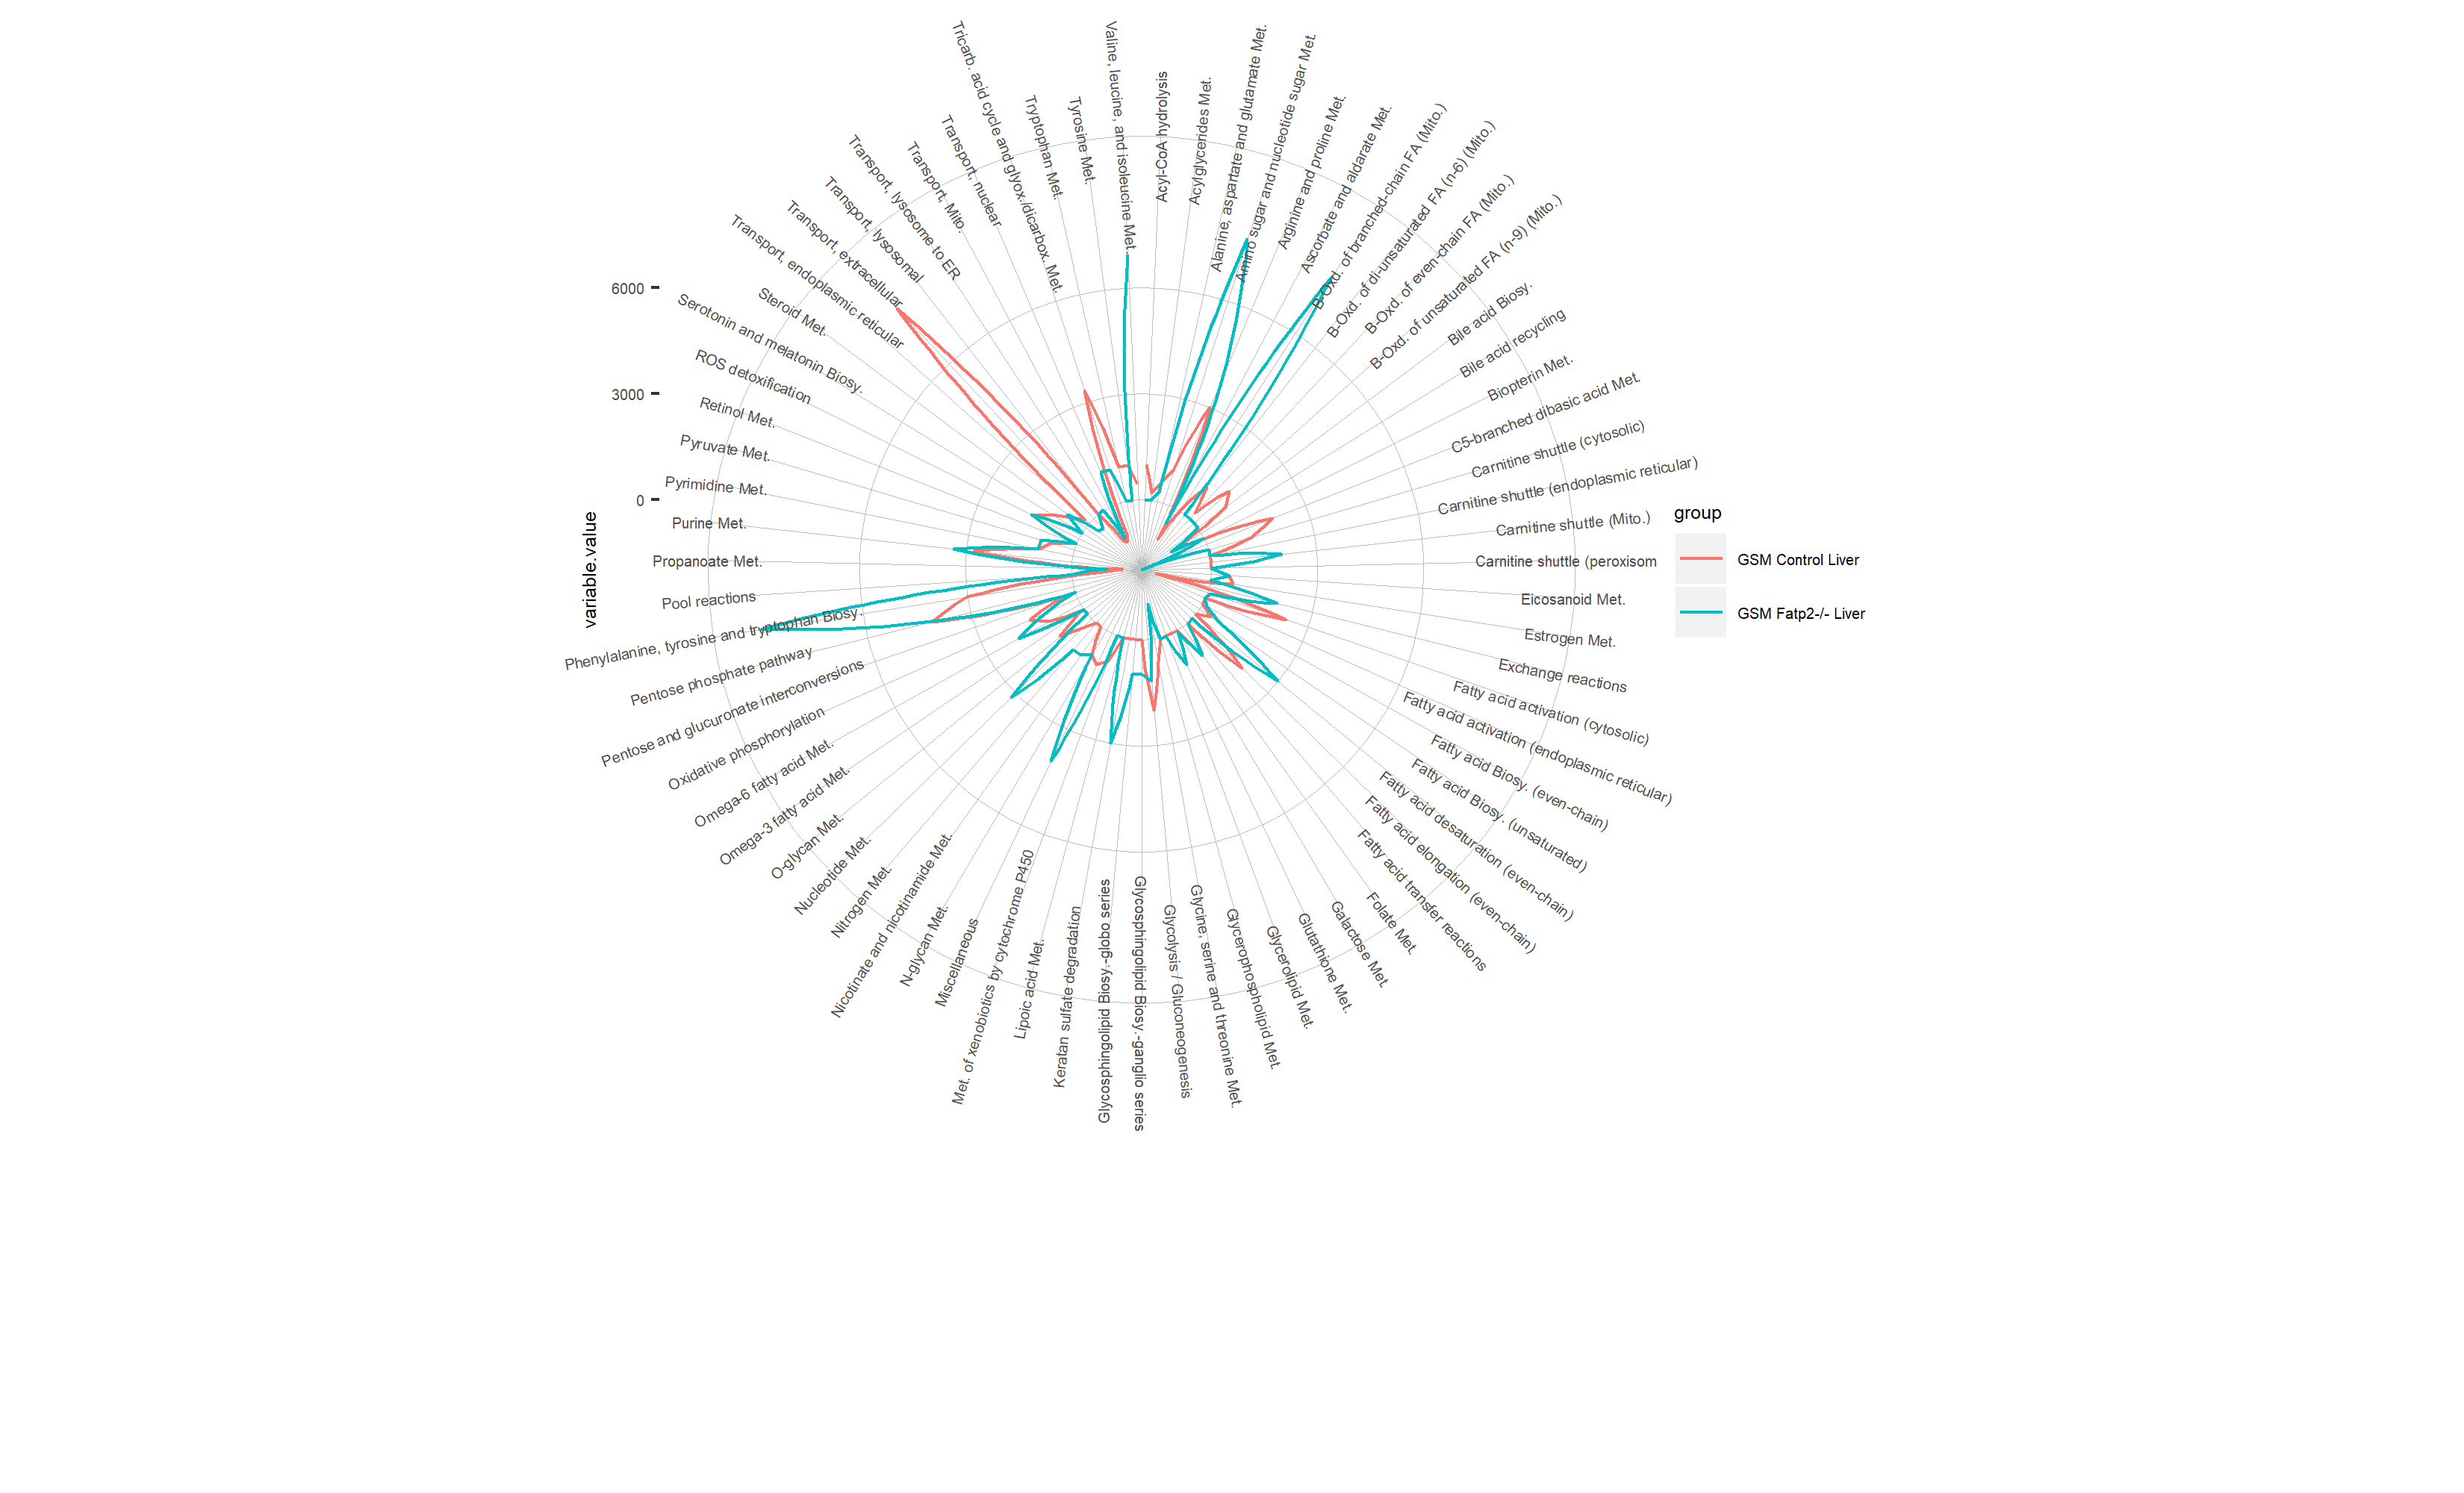 Valine, leucine, and isoleucine Met.
Acyl-CoA hydrolysis
Acylglycerides Met.
Alanine, aspartate and glutamate Met.
Amino sugar and nucleotide sugar Met.
Arginine and proline Met.
Ascorbate and aldarate Met.
B-Oxd. of branched-chain FA (Mito.)
B-Oxd. of di-unsaturated FA (n-6) (Mito.)
B-Oxd. of even-chain FA (Mito.)
B-Oxd. of unsaturated FA (n-9) (Mito.)
Bile acid Biosy.
Bile acid recycling
Biopterin Met.
C5-branched dibasic acid Met.
Carnitine shuttle (cytosolic)
Carnitine shuttle (endoplasmic reticular)
Carnitine shuttle (Mito.)
Carnitine shuttle (peroxisom
Eicosanoid Met.
Estrogen Met.
Exchange reactions
Fatty acid activation (cytosolic)
Fatty acid activation (endoplasmic reticular)
Fatty acid Biosy. (even-chain)
Fatty acid Biosy. (unsaturated)
Fatty acid desaturation (even-chain)
Fatty acid elongation (even-chain)
Fatty acid transfer reactions
Folate Met.
Galactose Met.
Glutathione Met.
Glycerolipid Met.
Glycerophospholipid Met.
Glycine, serine and threonine Met.
Glycolysis / Gluconeogenesis
Glycosphingolipid Biosy.-ganglio series
Glycosphingolipid Biosy.-globo series
Keratan sulfate degradation
Lipoic acid Met.
Met. of xenobiotics by cytochrome P450
Miscellaneous
N-glycan Met.
Nicotinate and nicotinamide Met.
Nitrogen Met.
Nucleotide Met.
O-glycan Met.
Omega-3 fatty acid Met.
Omega-6 fatty acid Met.
Oxidative phosphorylation
Pentose and glucuronate interconversions
Pentose phosphate pathway
Phenylalanine, tyrosine and tryptophan Biosy.
Pool reactions
Propanoate Met.
Purine Met.
Pyrimidine Met.
Pyruvate Met.
Retinol Met.
ROS detoxification
Serotonin and melatonin Biosy.
Steroid Met.
Transport, endoplasmic reticular
Transport, extracellular
Transport, lysosomal
Transport, lysosome to ER
Transport, Mito.
Transport, nuclear
Tricarb. acid cycle and glyox./dicarbox. Met.
Tryptophan Met.
Tyrosine Met.
6000
3000
0
variable.value
group
GSM Control Liver
GSM Fatp2-/- Liver